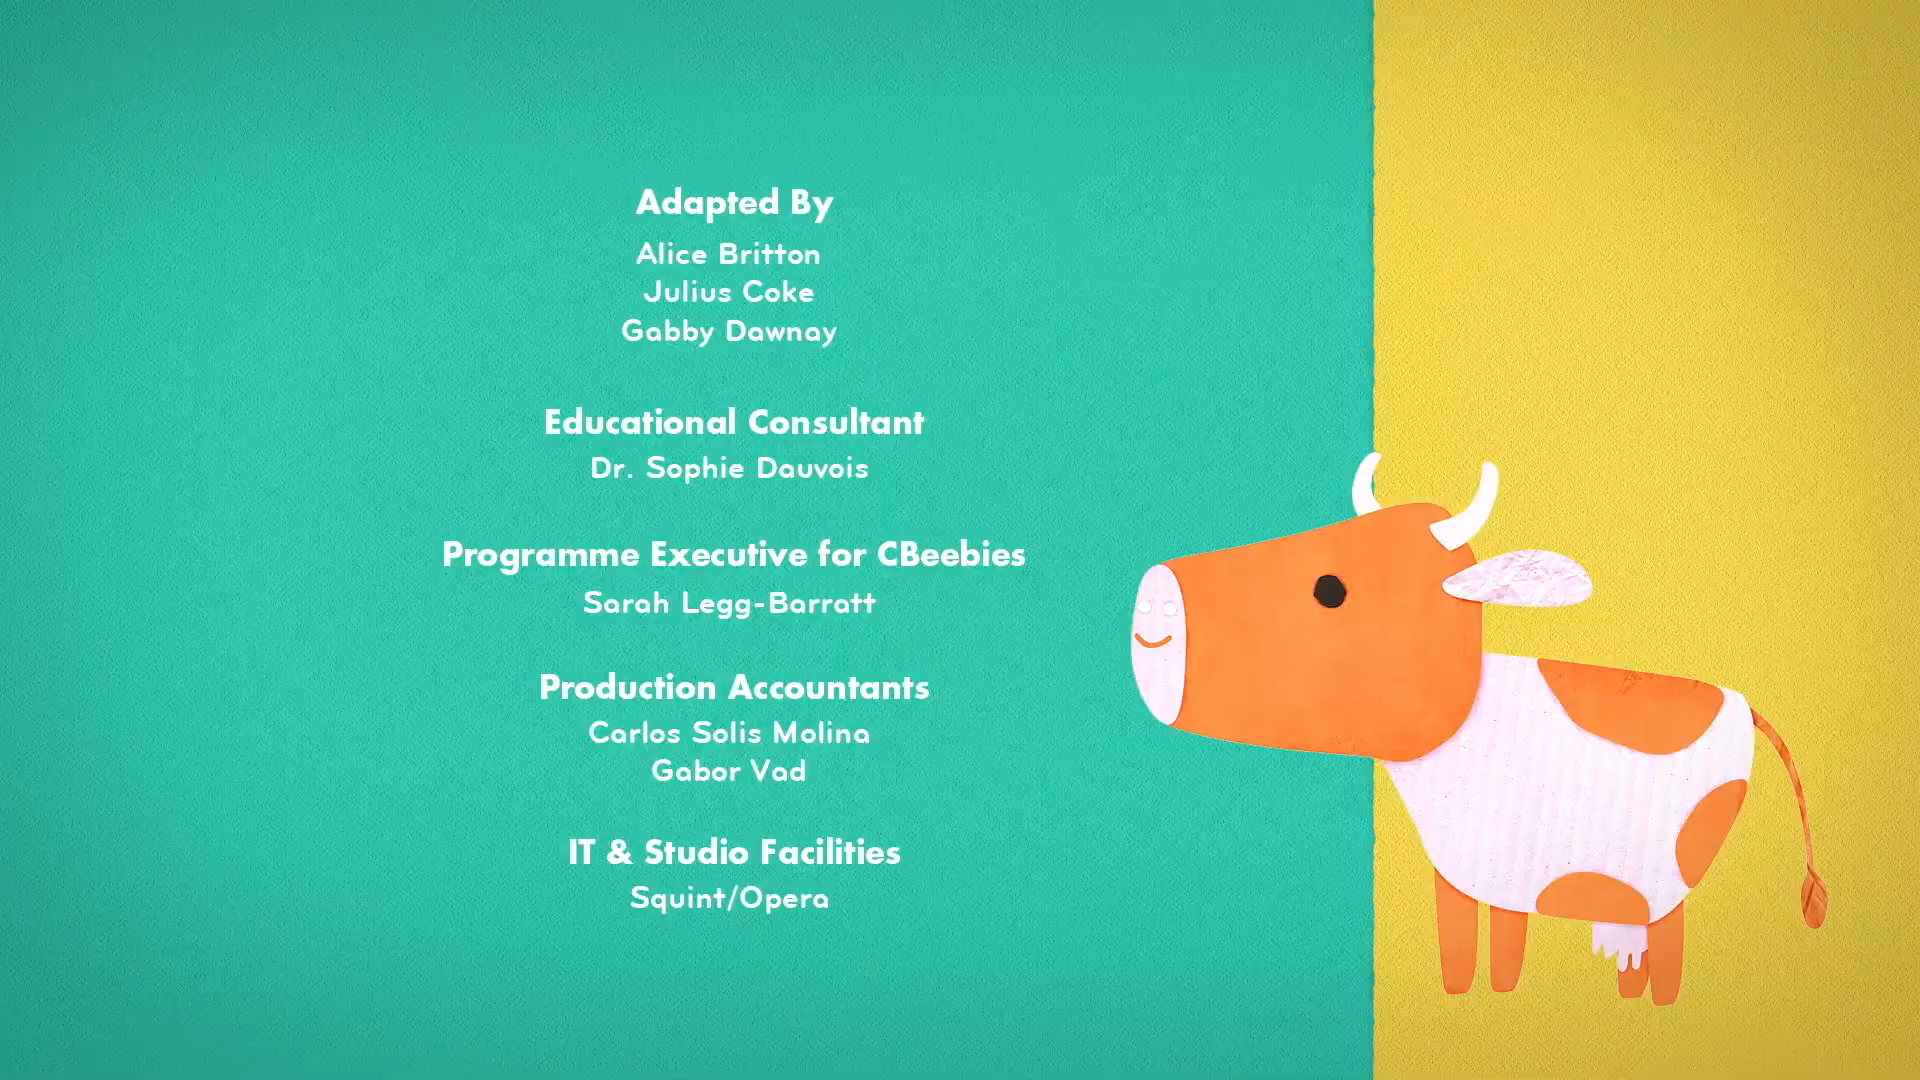 Adapted By
Alice Britton
Julius Coke
Gabby Dawnay
Educational Consultant
Dr. Sophie Dauvois
Programme Executive for CBeebies
Sarah Legg-Barratt
Production Accountants
Carlos Solis Molina
Gabor Vad
IT & Studio Facilities
Squint/Opera